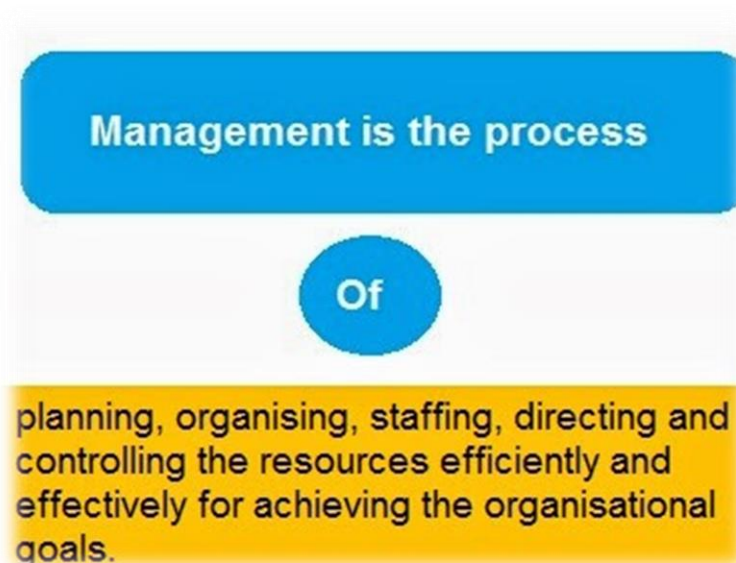 Management is the process
Of
planning, organising, staffing, directing and
controlling the resources efficiently and
effectively for achieving the organisational
goals.